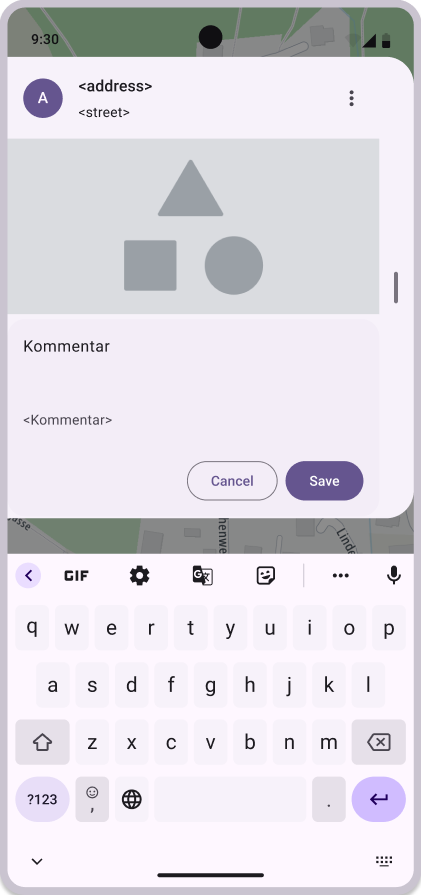 9:30
A
<address>
<street>
Kommentar
<Kommentar>
Cancel Save
GIF
q w e r t y u i o p
a s d f g h j k l
z x c v b n m
?123 , .